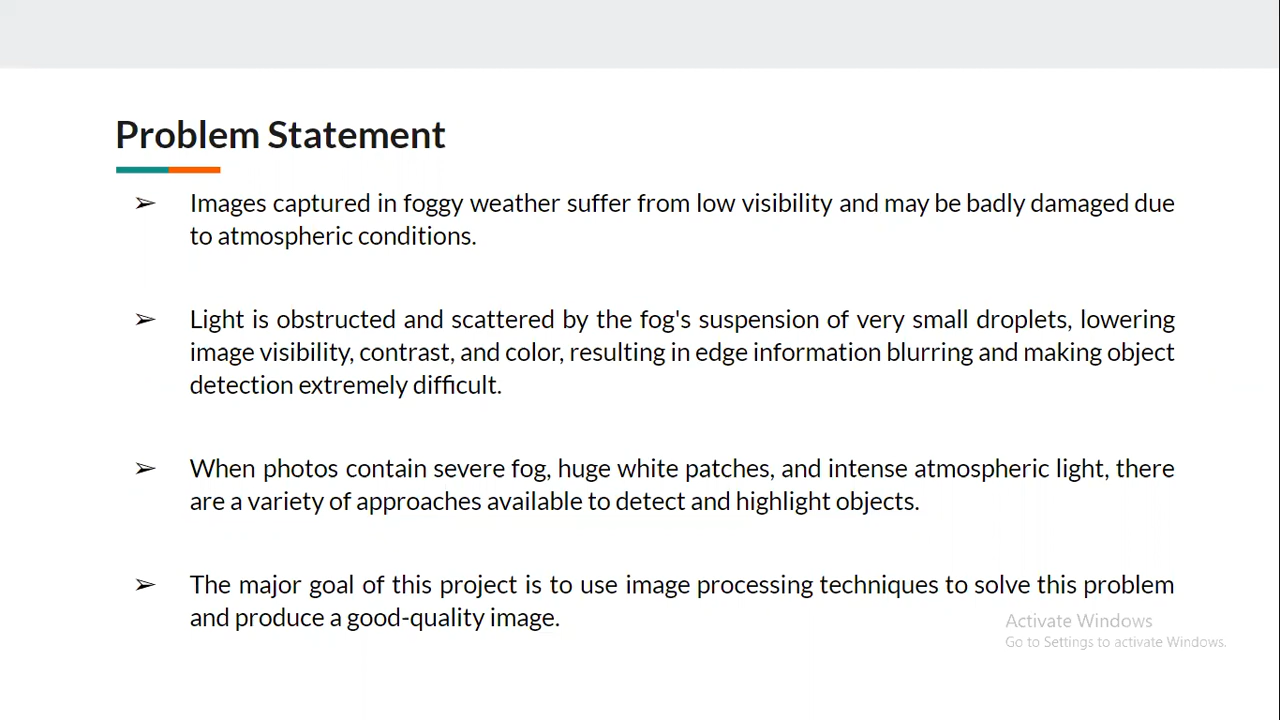 Problem Statement
➢ Images captured in foggy weather suffer from low visibility and may be badly damaged due
to atmospheric conditions.
➢ Light is obstructed and scattered by the fog's suspension of very small droplets, lowering
image visibility, contrast, and color, resulting in edge information blurring and making object
detection extremely difficult.
➢ When photos contain severe fog, huge white patches, and intense atmospheric light, there
are a variety of approaches available to detect and highlight objects.
➢ The major goal of this project is to use image processing techniques to solve this problem
and produce a good-quality image.
Activate Windows
Go to Settings to activate Windows.